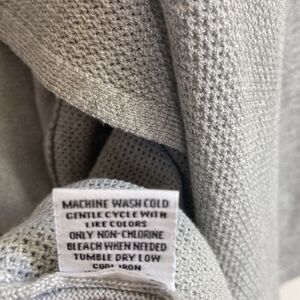 MACHINE WASH COLD
GENTLE CYCLE WITH
LIKE COLORS
ONLY NON-CHLORINE
BLEACH WHEN NEEDED
TUMBLE DRY LOW
COOL IRON